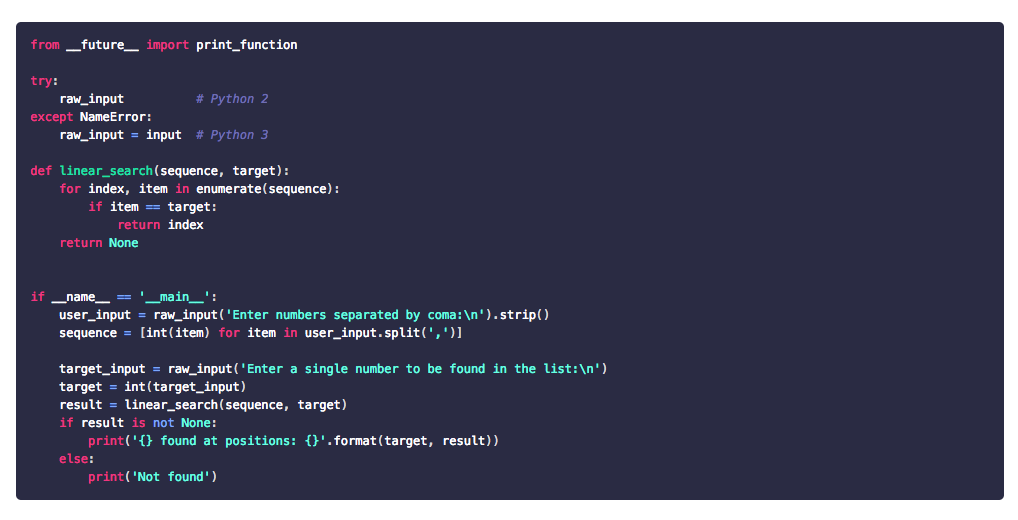 from __future__ import print_function
try:
    raw_input          # Python 2
except NameError:
    raw_input = input  # Python 3
def linear_search(sequence, target):
    for index, item in enumerate(sequence):
        if item == target:
            return index
    return None
if __name__ == '__main__':
    user_input = raw_input('Enter numbers separated by coma:\n').strip()
    sequence = [int(item) for item in user_input.split(',')]
    target_input = raw_input('Enter a single number to be found in the list:\n')
    target = int(target_input)
    result = linear_search(sequence, target)
    if result is not None:
        print('{} found at positions: {}'.format(target, result))
    else:
        print('Not found')